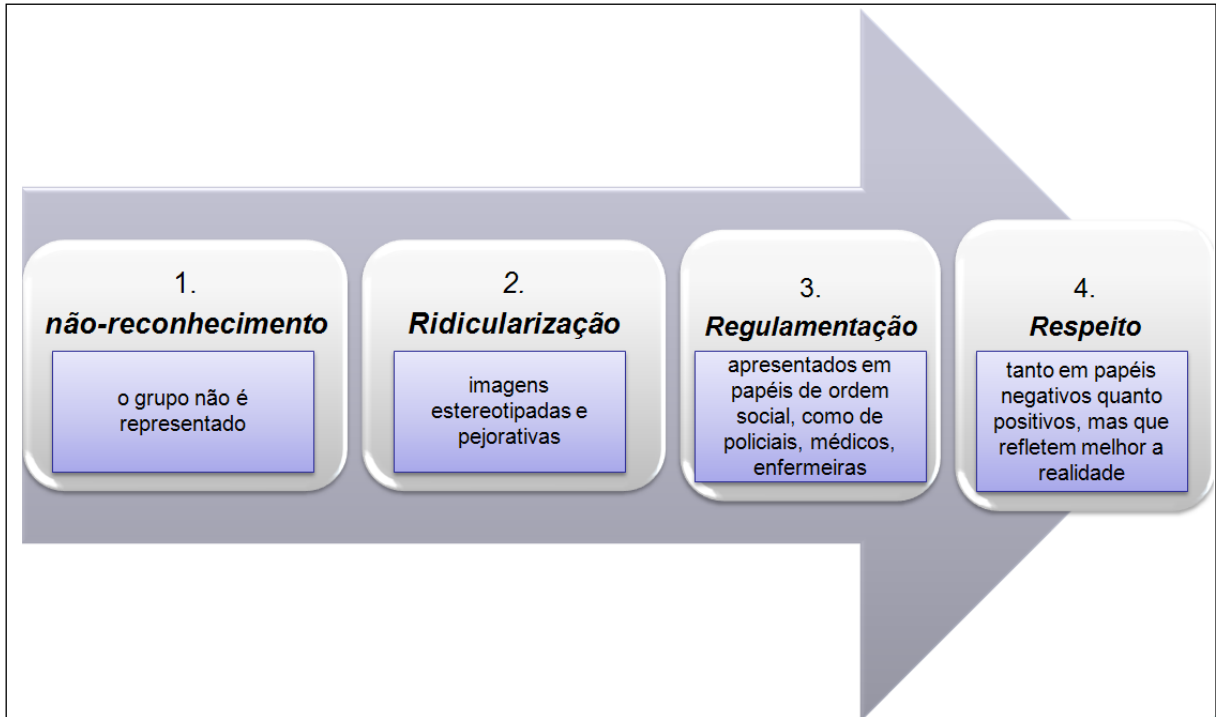 1.
não-reconhecimento
o grupo não é
representado
2.
Ridicularização
imagens
estereotipadas e
pejorativas
3.
Regulamentação
apresentados em
papéis de ordem
social, como de
policiais, médicos,
enfermeiras
4.
Respeito
tanto em papéis
negativos quanto
positivos, mas que
refletem melhor a
realidade